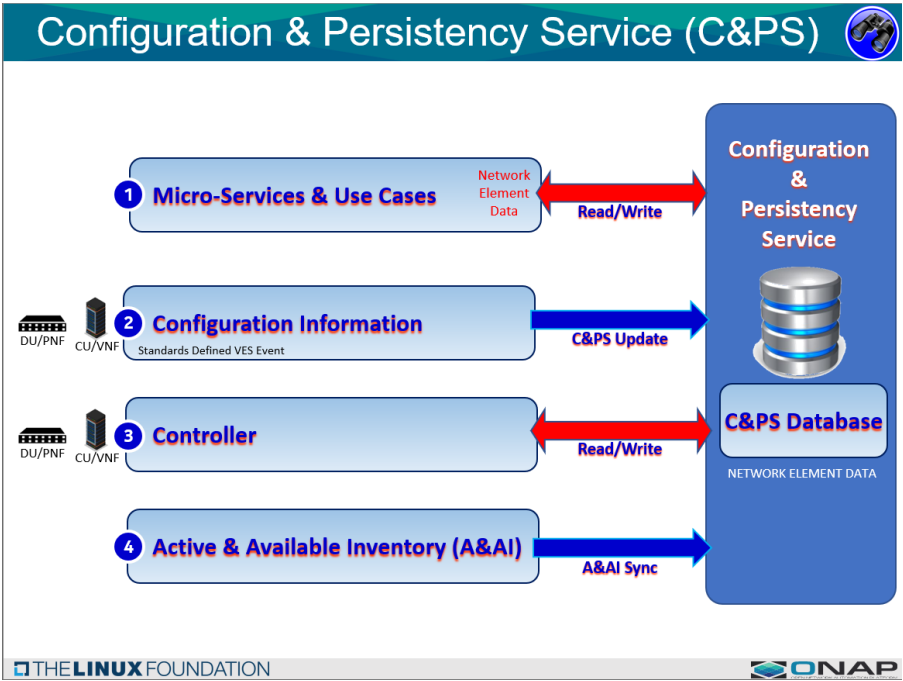 Configuration & Persistency Service (C&PS)
1
Micro-Services & Use Cases
Network
Element
Data
Read/Write
Configuration
&
Persistency
Service
DU/PNF
CU/VNF
2
Configuration Information
Standards Defined VES Event
C&PS Update
DU/PNF
CU/VNF
3
Controller
Read/Write
C&PS Database
NETWORK ELEMENT DATA
4
Active & Available Inventory (A&AI)
A&AI Sync
THE LINUX FOUNDATION
ONAP